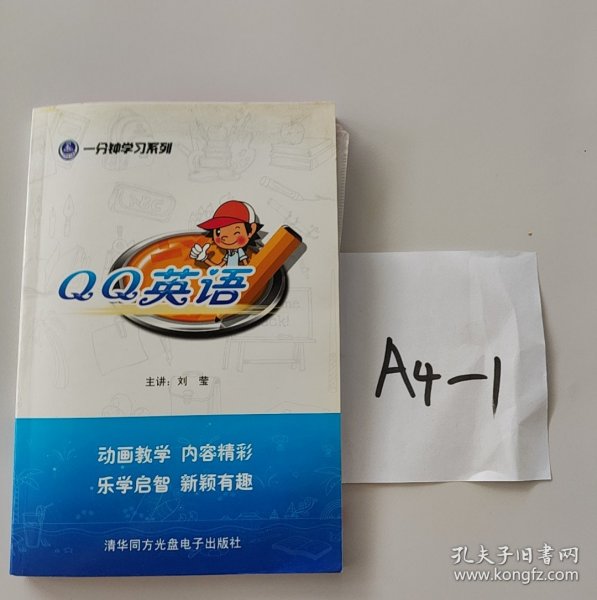 一分钟学习系列
QQ英语
主讲：刘 莹
动画教学 内容精彩
乐学启智 新颖有趣
清华同方光盘电子出版社
A4-1
孔夫子旧书网
www.kongfz.com